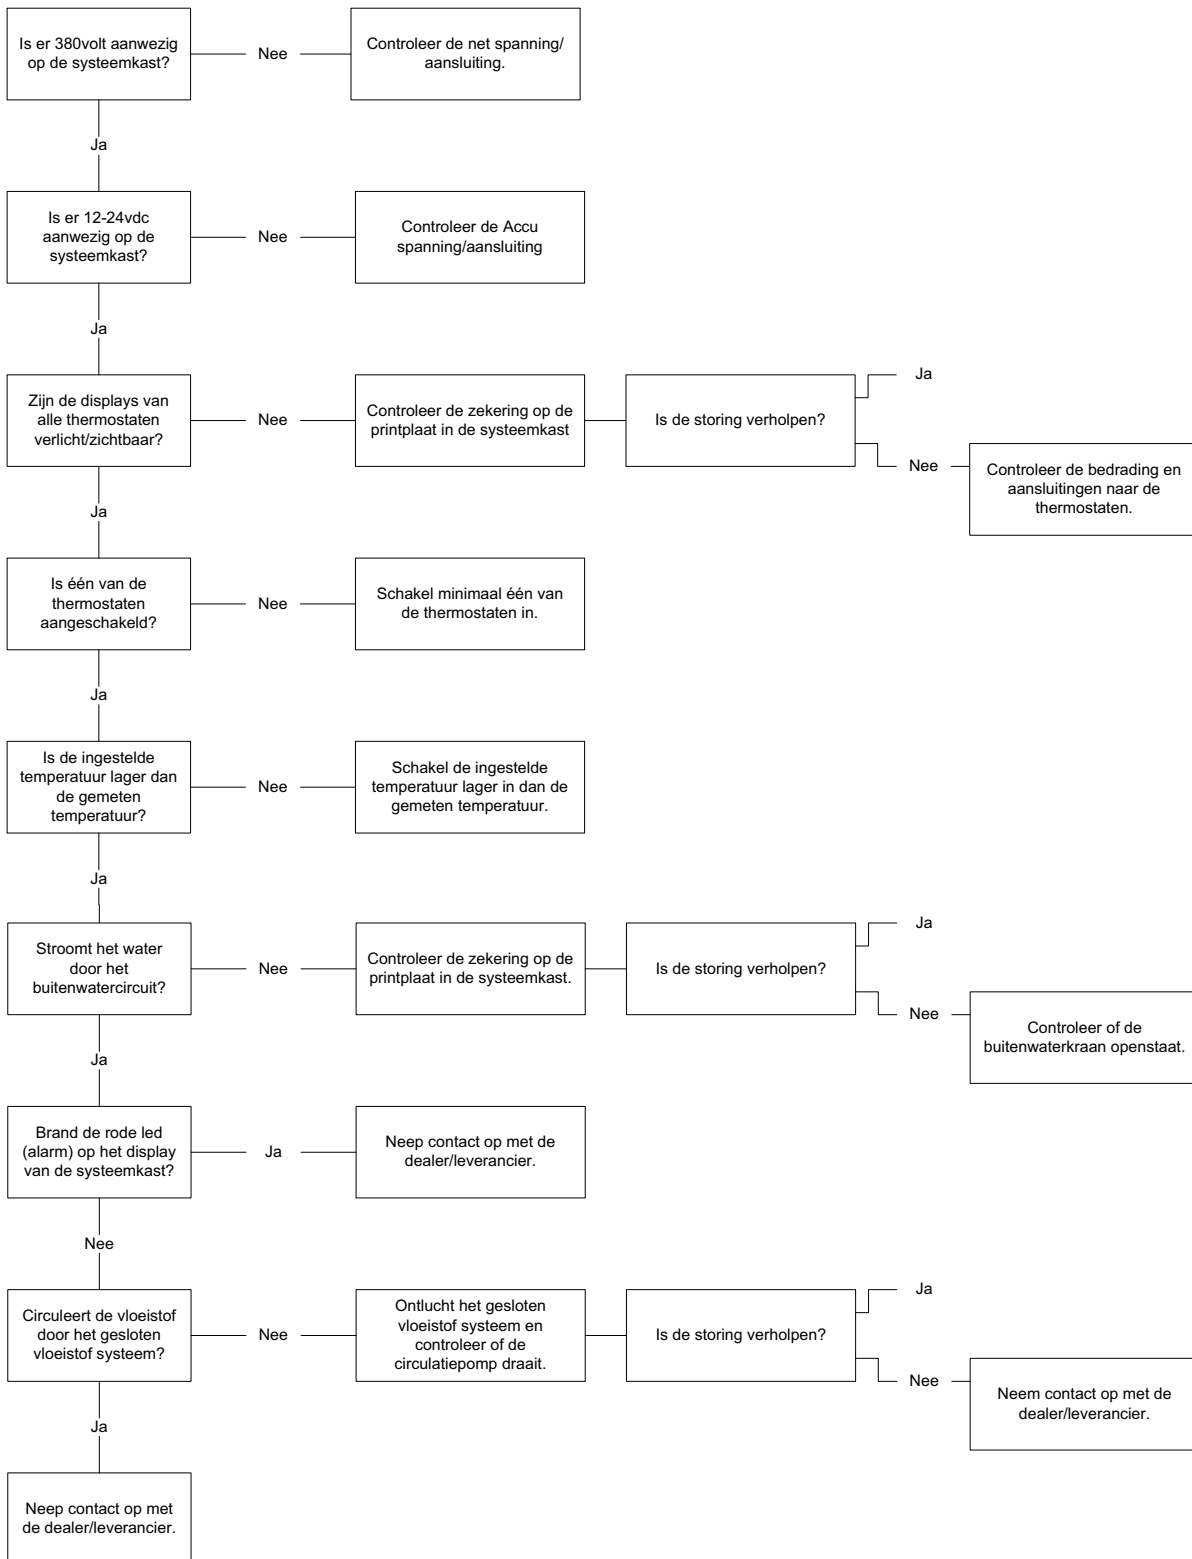 Is er 380volt aanwezig
op de systeemkast?
Nee
Controleer de net spanning/
aansluiting.
Ja
Is er 12-24vdc
aanwezig op de
systeemkast?
Nee
Controleer de Accu
spanning/aansluiting
Ja
Zijn de displays van
alle thermostaten
verlicht/zichtbaar?
Nee
Controleer de zekering op de
printplaat in de systeemkast
Is de storing verholpen?
Ja
Nee
Controleer de bedrading en
aansluitingen naar de
thermostaten.
Ja
Is één van de
thermostaten
aangeschakeld?
Nee
Schakel minimaal één van
de thermostaten in.
Ja
Is de ingestelde
temperatuur lager dan
de gemeten
temperatuur?
Nee
Schakel de ingestelde
temperatuur lager in dan de
gemeten temperatuur.
Ja
Stroomt het water
door het
buitenwatercircuit?
Nee
Controleer de zekering op de
printplaat in de systeemkast.
Is de storing verholpen?
Ja
Nee
Controleer of de
buitenwaterkraan openstaat.
Ja
Brand de rode led
(alarm) op het display
van de systeemkast?
Ja
Neep contact op met de
dealer/leverancier.
Nee
Circuleert de vloeistof
door het gesloten
vloeistof systeem?
Nee
Ontlucht het gesloten
vloeistof systeem en
controleer of de
circulatiepomp draait.
Is de storing verholpen?
Ja
Nee
Neem contact op met de
dealer/leverancier.
Ja
Neep contact op met
de dealer/leverancier.